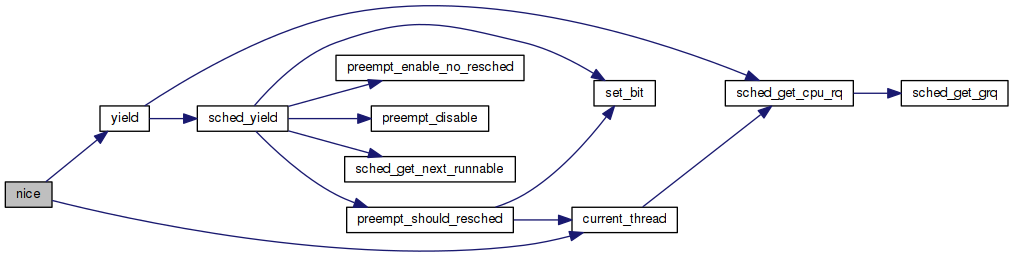 nice
yield
sched_yield
preempt_enable_no_resched
preempt_disable
sched_get_next_runnable
preempt_should_resched
set_bit
current_thread
sched_get_cpu_rq
sched_get_grq